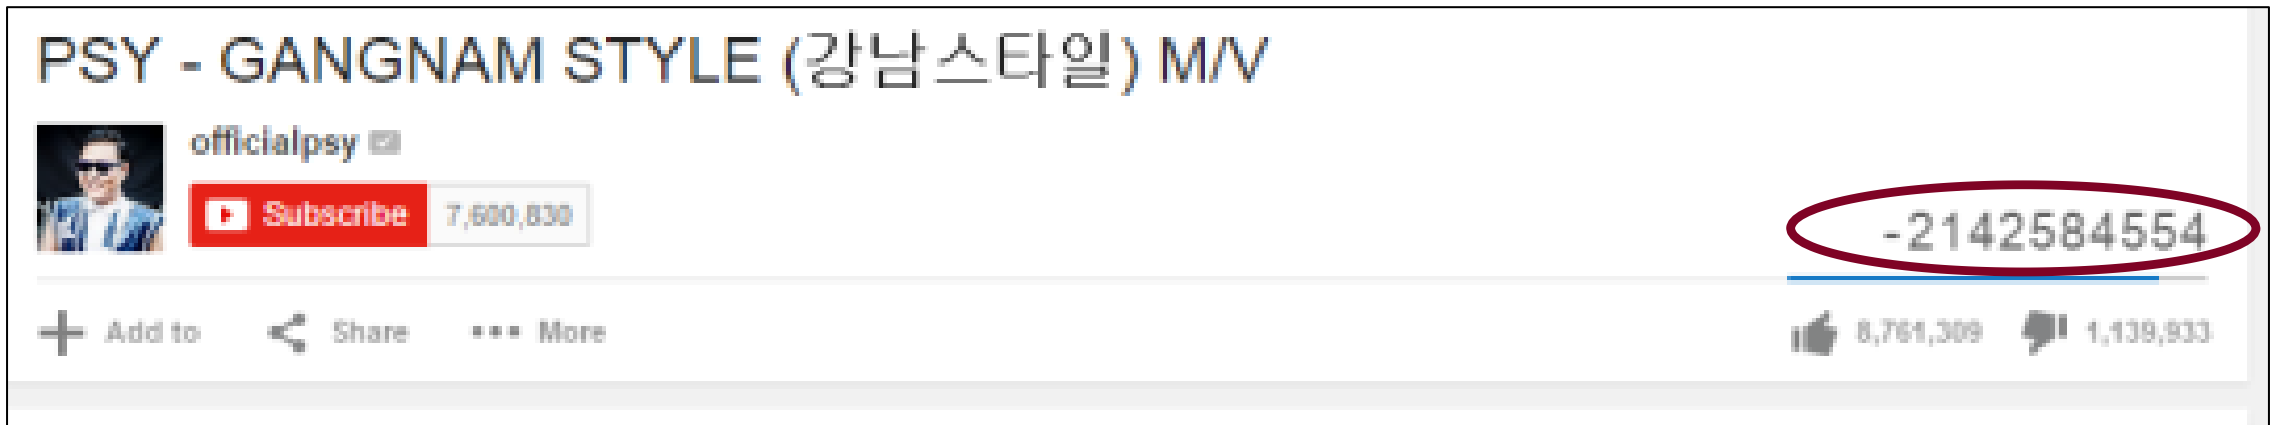 PSY - GANGNAM STYLE (강남스타일) M/V
officialpsy
Subscribe 7,600,830
-2142584554
Add to Share More 8,761,309 1,139,933